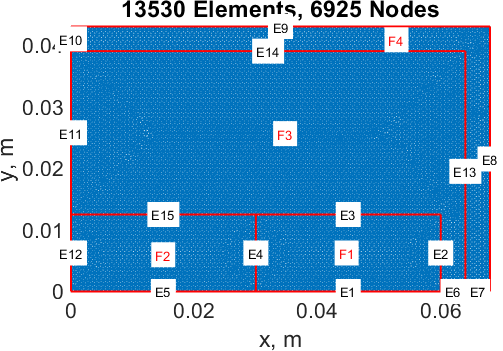 13530 Elements, 6925 Nodes
E9
E10
F4
E14
0.03
E11
F3
E8
0.02
E13
y, m
0.01
E15
E3
E12
F2
E4
F1
E2
0
E5
E1
E6
E7
0
0.02
0.04
0.06
x, m